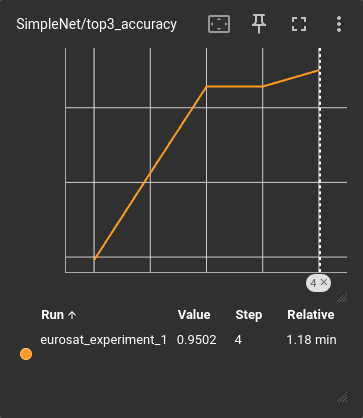 SimpleNet/top3_accuracy
4 ×
Run ↑ Value Step Relative
eurosat_experiment_1 0.9502 4 1.18 min